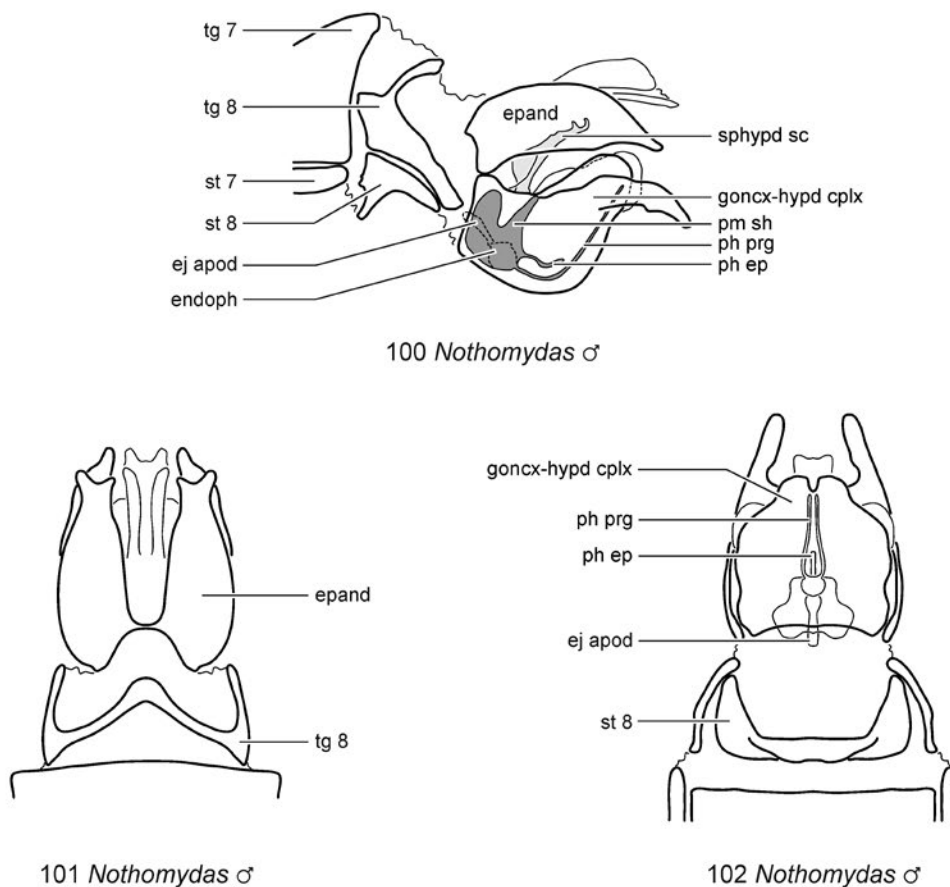 tg 7
tg 8
epand
sphypd sc
st 7
goncx-hypd cplx
st 8
pm sh
ph prg
ej apod
ph ep
endoph
100 Nothomydas ♂
goncx-hypd cplx
ph prg
ph ep
epand
ej apod
st 8
tg 8
101 Nothomydas ♂
102 Nothomydas ♂